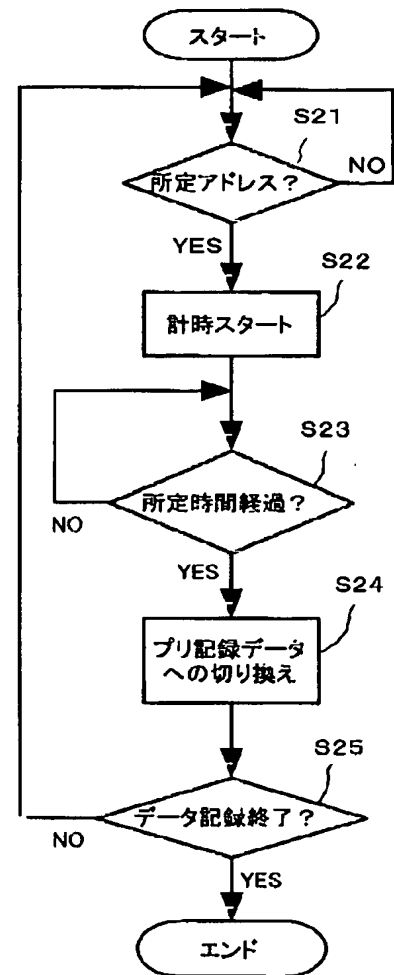 スタート
S21
所定アドレス?
NO
YES
S22
計時スタート
S23
所定時間経過?
NO
YES
S24
プリ記録データ
への切り換え
S25
データ記録終了?
NO
YES
エンド